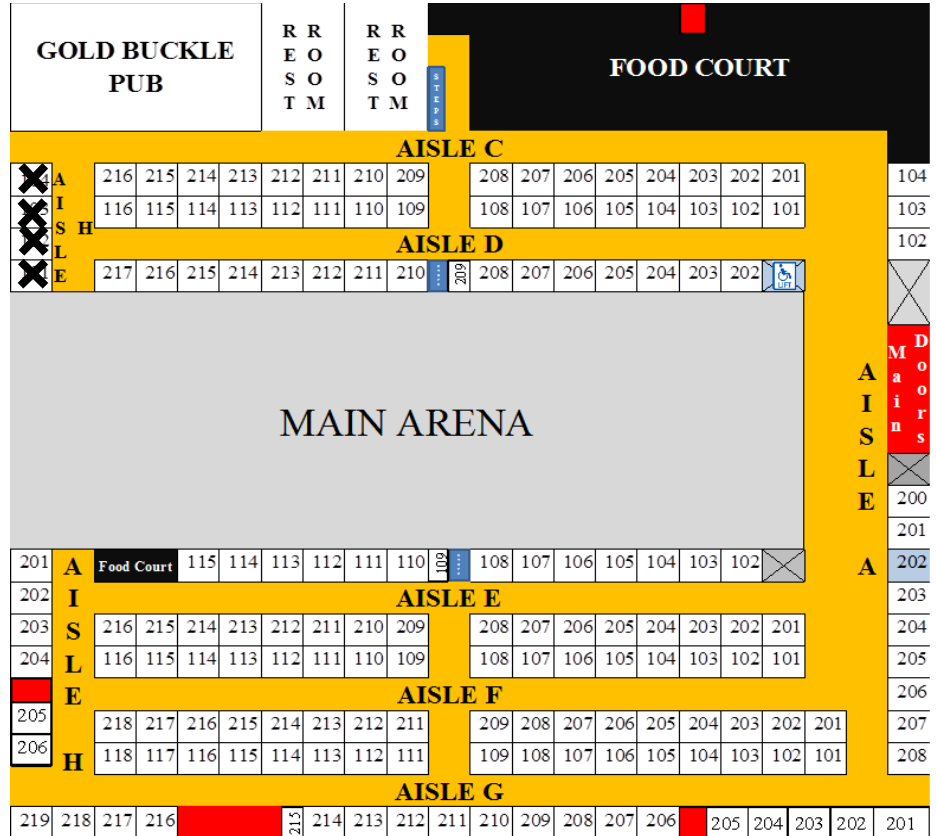 GOLD BUCKLE
PUB
REST ROOM
REST ROOM
STEPS
FOOD COURT
AISLE C
AISLE H
216 215 214 213 212 211 210 209 208 207 206 205 204 203 202 201 104
116 115 114 113 112 111 110 109 108 107 106 105 104 103 102 101 103
AISLE D 102
217 216 215 214 213 212 211 210 209 208 207 206 205 204 203 202 LIFT
Main Doors
MAIN ARENA
AISLE A
200
201
201 Food Court 115 114 113 112 111 110 109 108 107 106 105 104 103 102 202
AISLE H
202 AISLE E 203
203 216 215 214 213 212 211 210 209 208 207 206 205 204 203 202 201 204
204 116 115 114 113 112 111 110 109 108 107 106 105 104 103 102 101 205
AISLE F 206
205 218 217 216 215 214 213 212 211 209 208 207 206 205 204 203 202 201 207
206 118 117 116 115 114 113 112 111 109 108 107 106 105 104 103 102 101 208
AISLE G
219 218 217 216 215 214 213 212 211 210 209 208 207 206 205 204 203 202 201